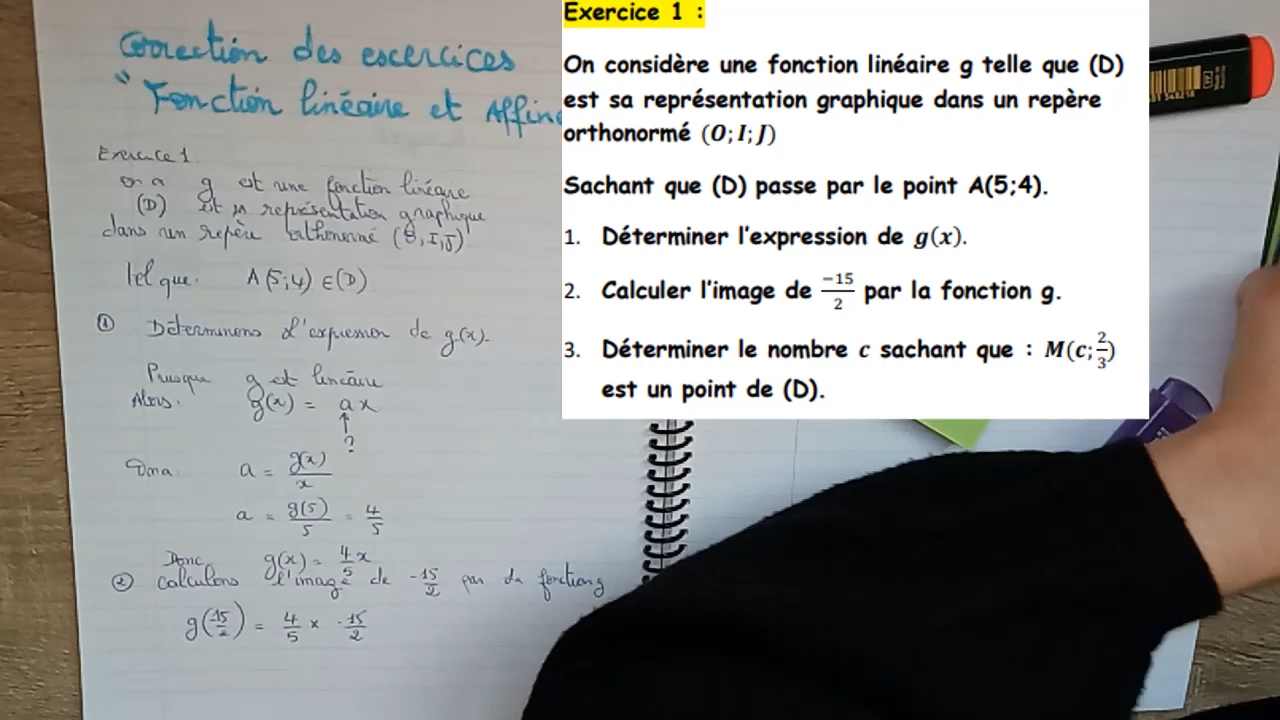 Correction des escercices
"Fonction linéaire et Affin
Exercice 1
on a g est une fonction linéaire
(D) est sa représentation graphique
dans un repère orthonormé (O, I, J)
tel que. A(5;4) ∈ (D)
① Déterminons l'expression de g(x).
Puisque g est linéaire
Alors. g(x) = ax
?
On a a = g(x)/x
a = g(5)/5 = 4/5
Donc g(x) = 4/5 x
② calculons l'image de -15/2 par la fonction g
g(-15/2) = 4/5 × -15/2
Exercice 1 :
On considère une fonction linéaire g telle que (D)
est sa représentation graphique dans un repère
orthonormé (O; I; J)
Sachant que (D) passe par le point A(5;4).
1. Déterminer l'expression de g(x).
2. Calculer l'image de -15/2 par la fonction g.
3. Déterminer le nombre c sachant que : M(c; 2/3)
est un point de (D).